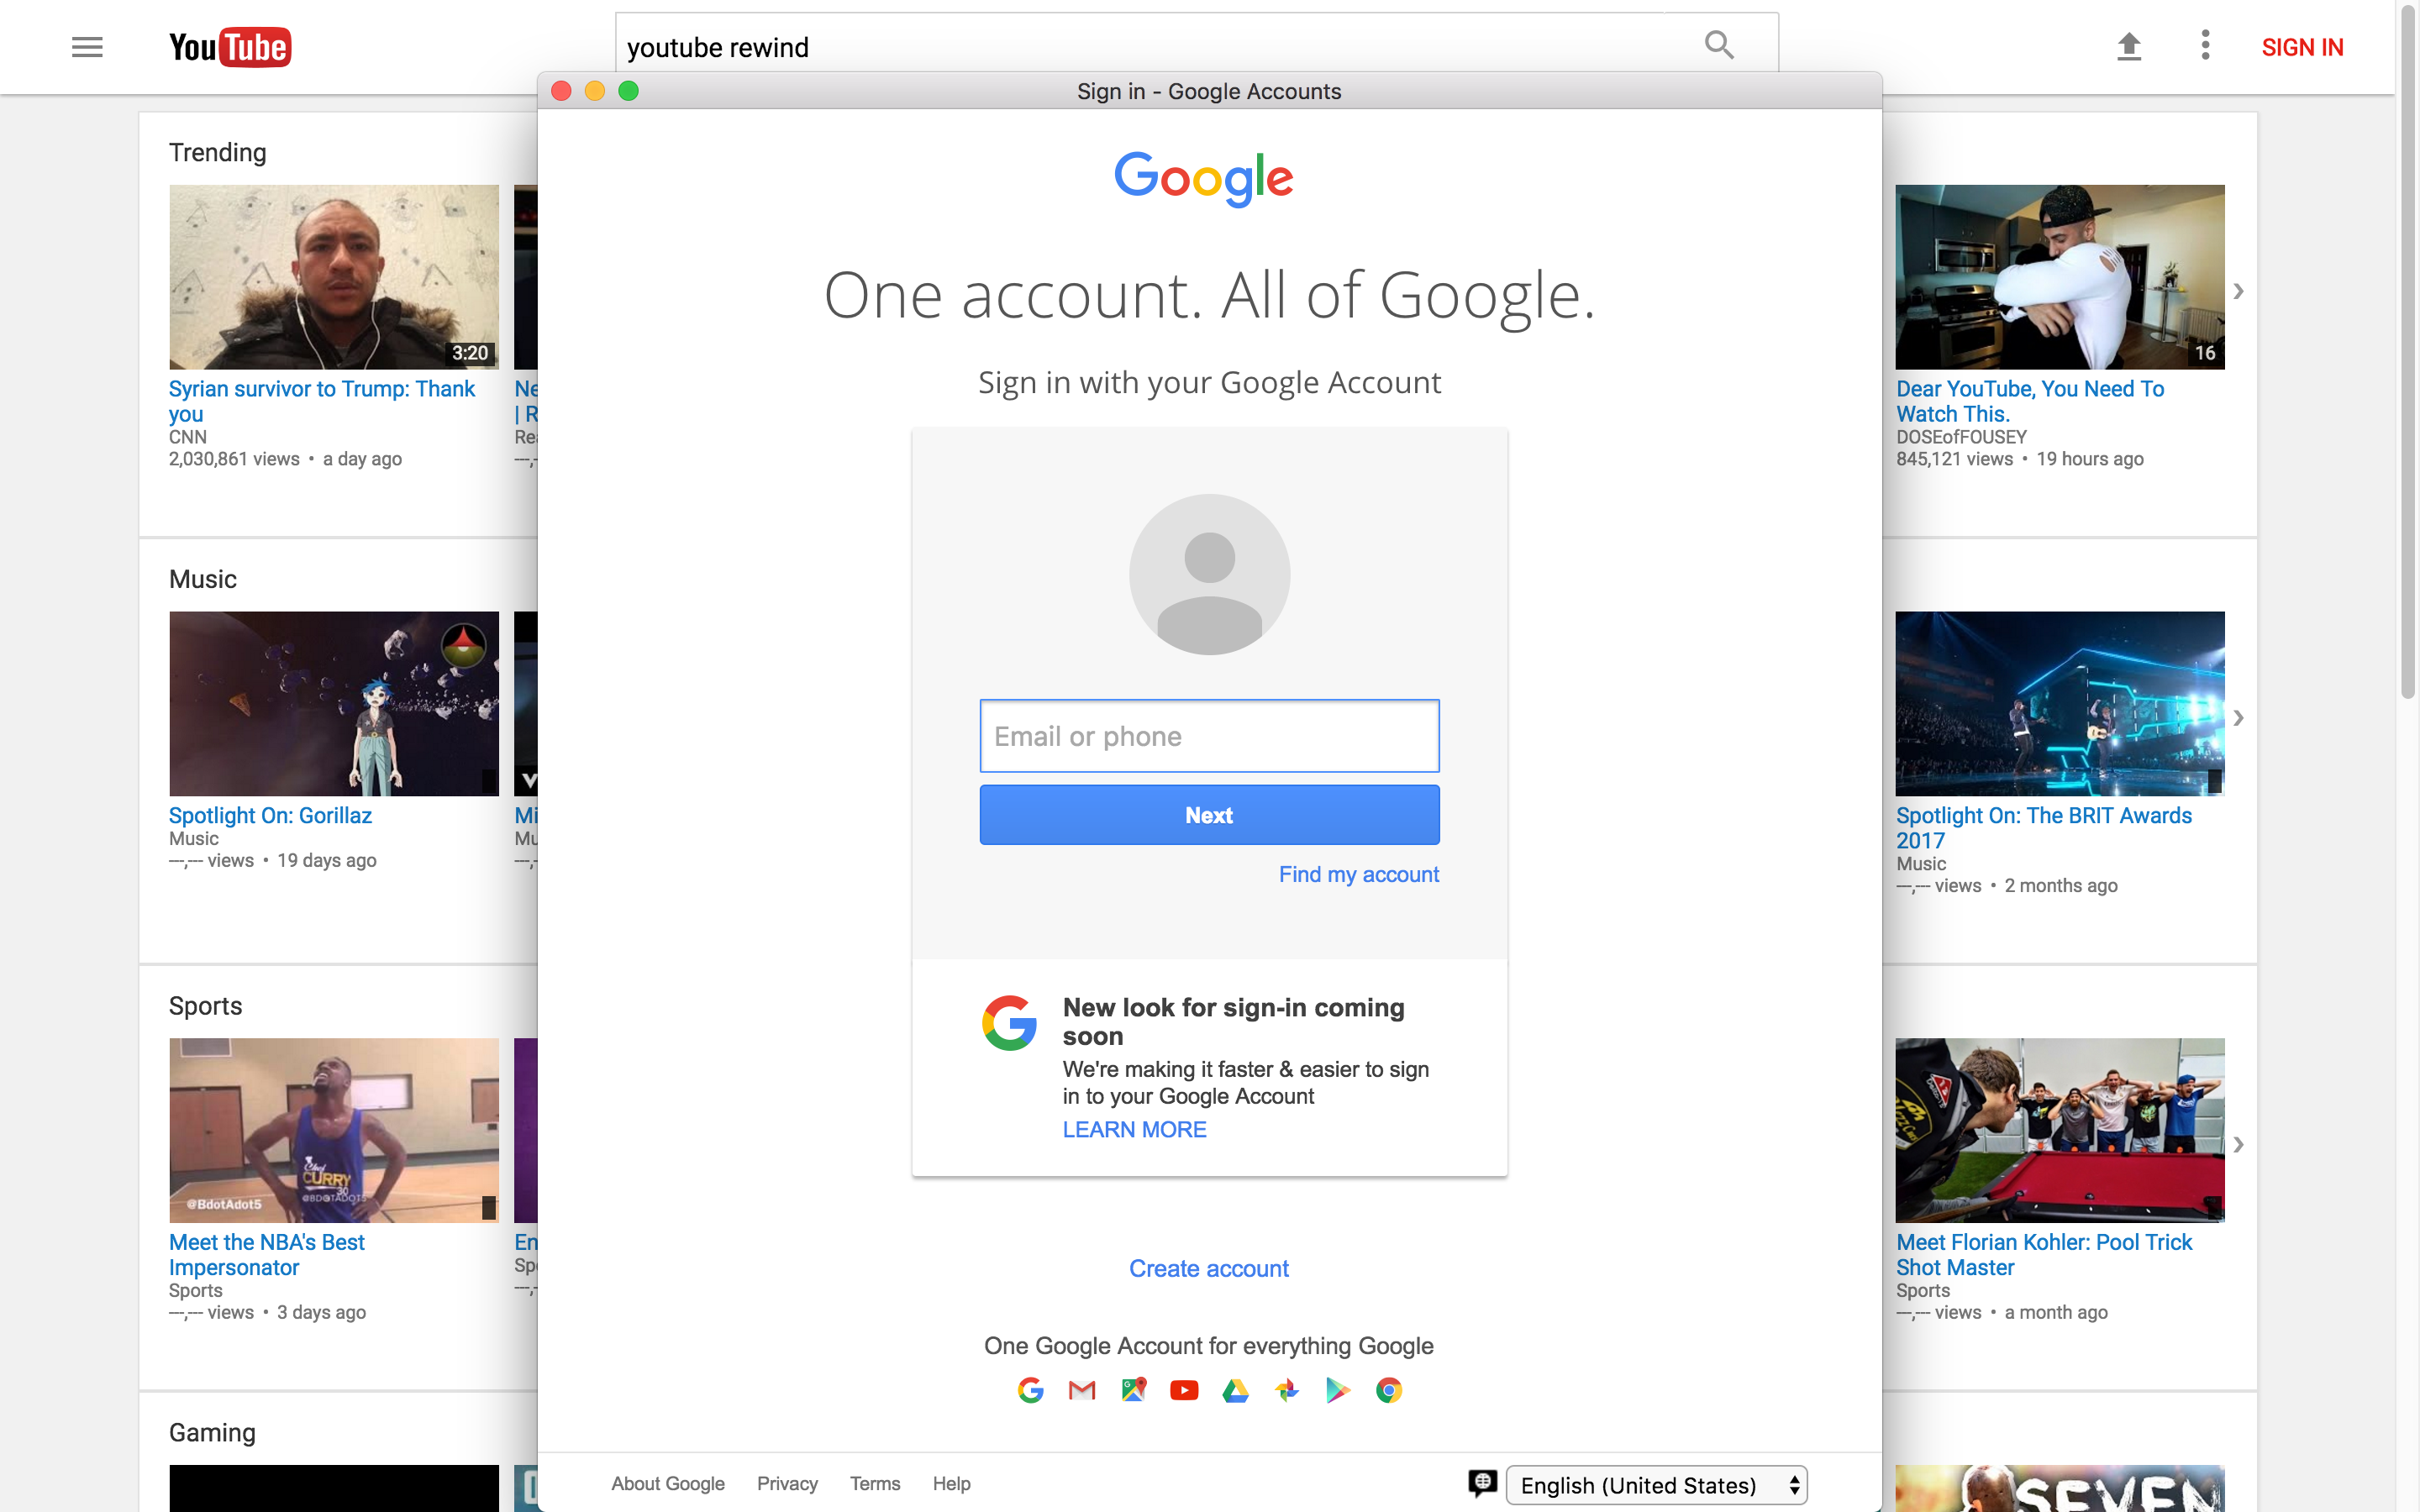 YouTube
youtube rewind
SIGN IN
Sign in - Google Accounts
Google
One account. All of Google.
Sign in with your Google Account
Email or phone
Next
Find my account
New look for sign-in coming
soon
We're making it faster & easier to sign
in to your Google Account
LEARN MORE
Create account
One Google Account for everything Google
About Google
Privacy
Terms
Help
English (United States)
Trending
3:20
Syrian survivor to Trump: Thank
you
CNN
2,030,861 views • a day ago
Ne
| R
Re
16
Dear YouTube, You Need To
Watch This.
DOSEofFOUSEY
845,121 views • 19 hours ago
Music
Spotlight On: Gorillaz
Music
---,--- views • 19 days ago
Mi
Mu
Spotlight On: The BRIT Awards
2017
Music
---,--- views • 2 months ago
Sports
Chef
CURRY
30
@BDOTADOT5
@BdotAdot5
Meet the NBA's Best
Impersonator
Sports
---,--- views • 3 days ago
En
Sp
Meet Florian Kohler: Pool Trick
Shot Master
Sports
---,--- views • a month ago
Gaming
SEVEN